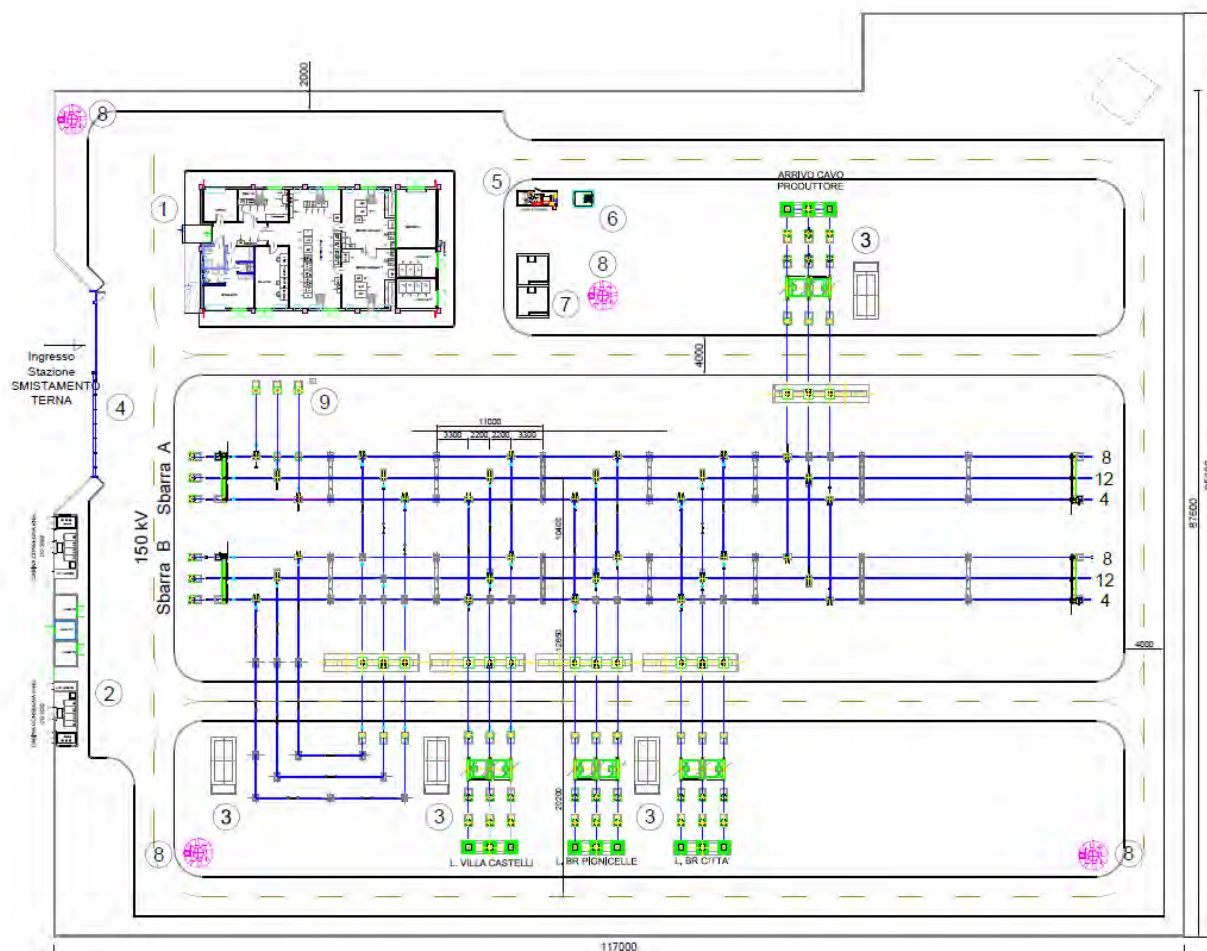 2000
8
ARRIVO CAVO
PRODUTTORE
5
6
1
3
8
7
Ingresso
Stazione
SMISTAMENTO
TERNA
4000
4
9
11000
3300
2200
2200
3300
150 kV
Sbarra A
Sbarra B
8
12
4
10400
8
12
4
87600
12650
4000
2
20200
3
3
3
8
8
L. VILLA CASTELLI
L, BR PIGNICELLE
L, BR CITTA'
117000